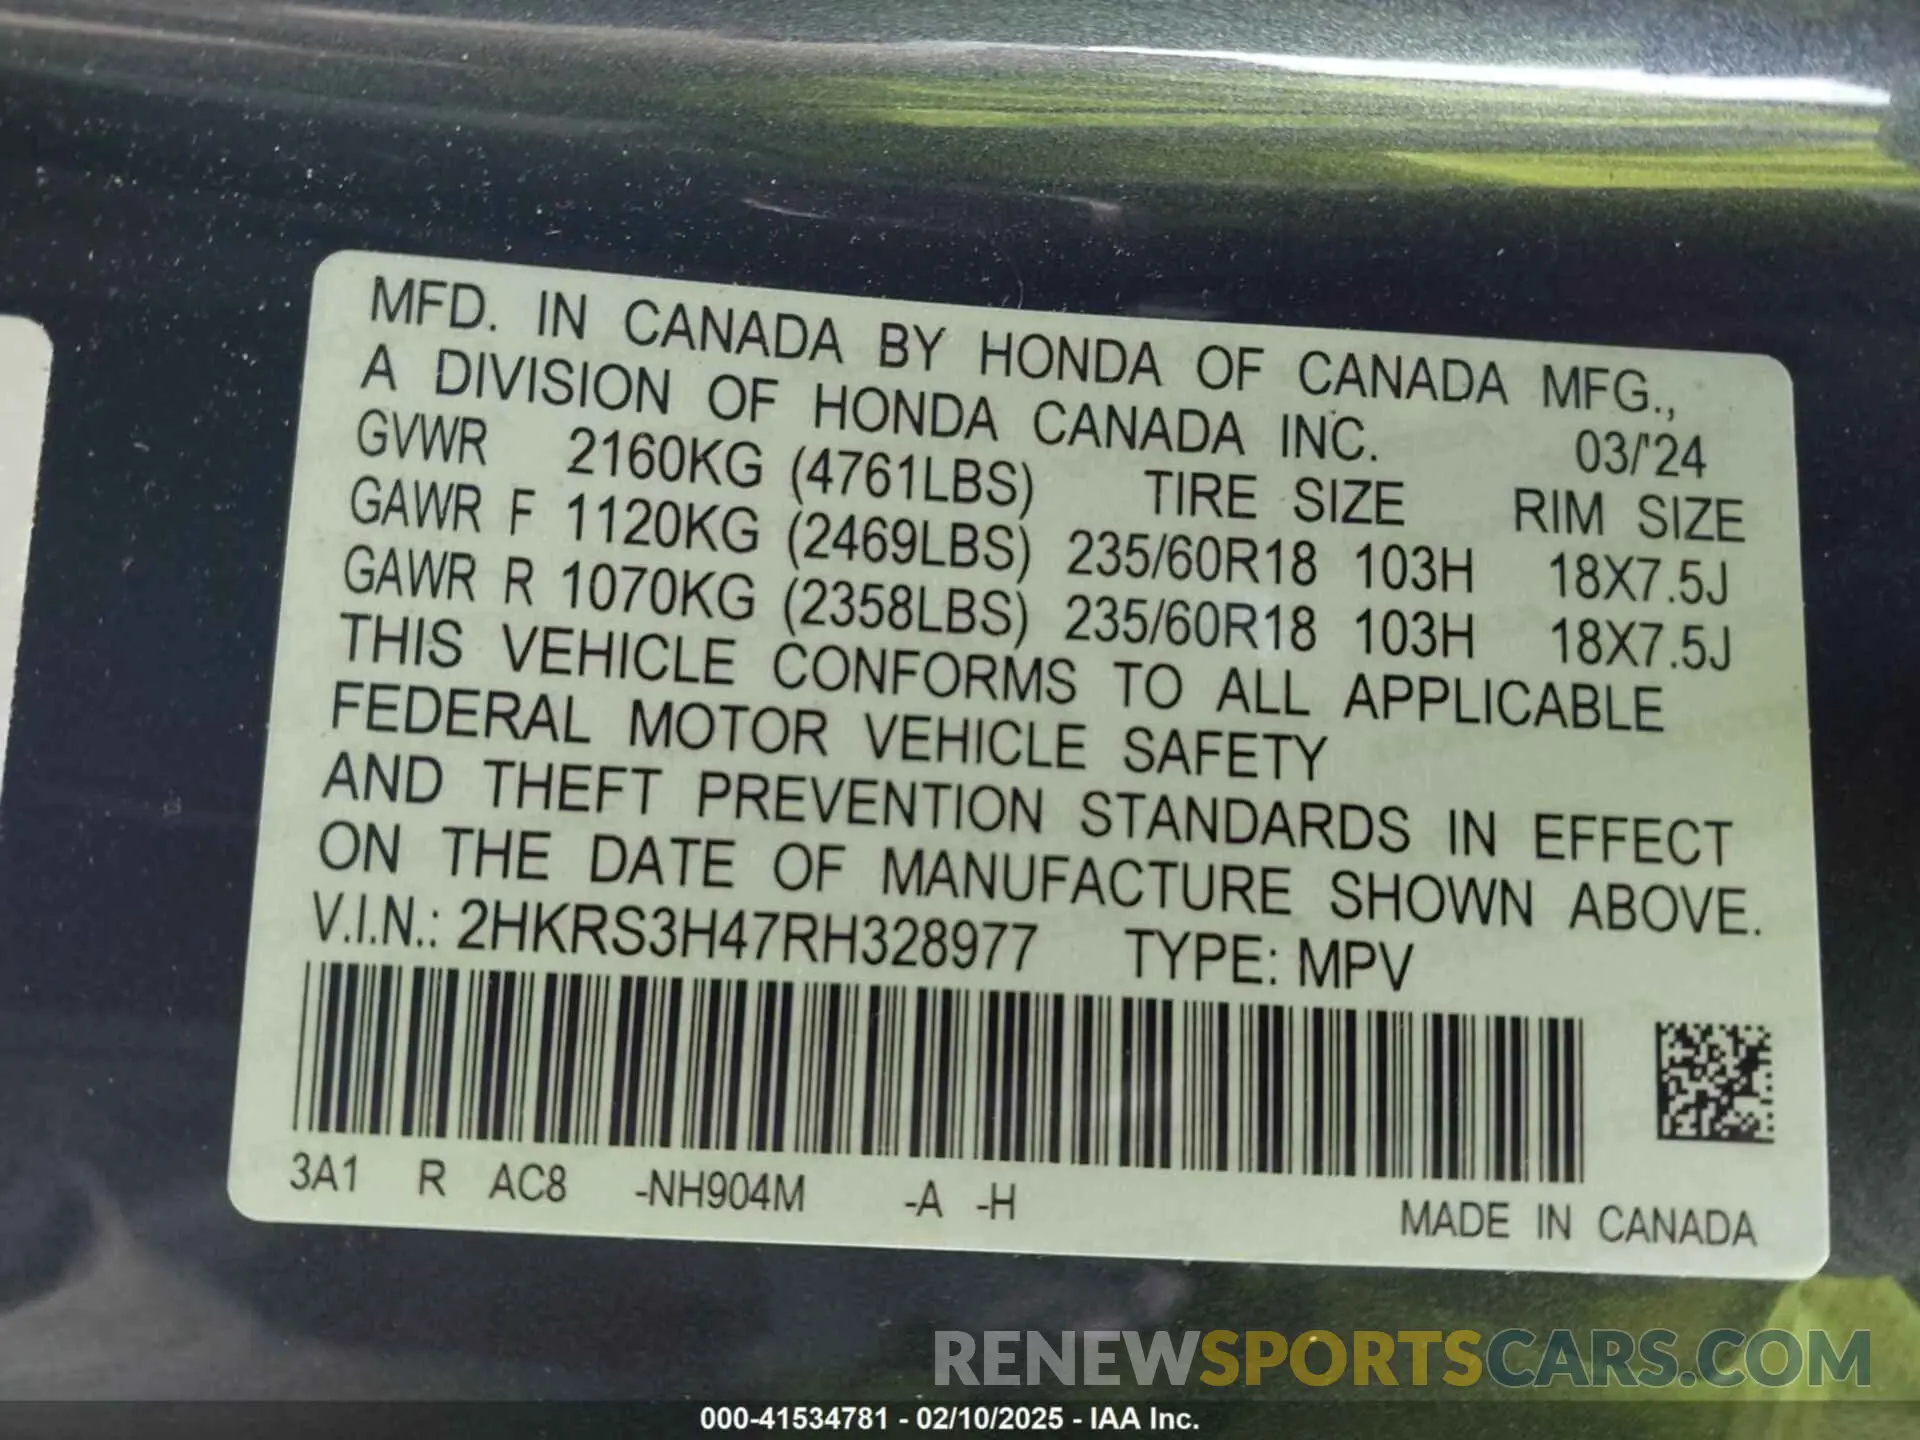 MFD. IN CANADA BY HONDA OF CANADA MFG.,
A DIVISION OF HONDA CANADA INC. 03/'24
GVWR 2160KG (4761LBS) TIRE SIZE RIM SIZE
GAWR F 1120KG (2469LBS) 235/60R18 103H 18X7.5J
GAWR R 1070KG (2358LBS) 235/60R18 103H 18X7.5J
THIS VEHICLE CONFORMS TO ALL APPLICABLE
FEDERAL MOTOR VEHICLE SAFETY
AND THEFT PREVENTION STANDARDS IN EFFECT
ON THE DATE OF MANUFACTURE SHOWN ABOVE.
V.I.N.: 2HKRS3H47RH328977 TYPE: MPV
3A1 R AC8 -NH904M -A -H
MADE IN CANADA
RENEWSPORTSCARS.COM
000-41534781 - 02/10/2025 - IAA Inc.